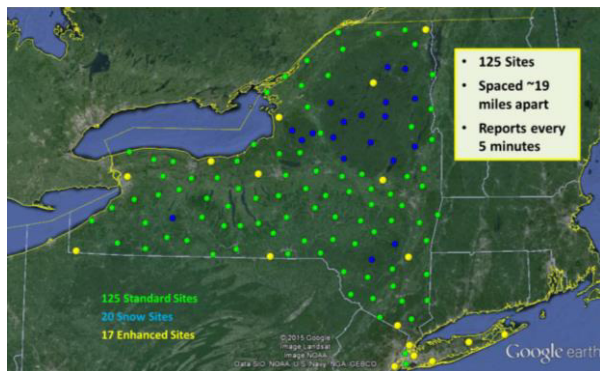 • 125 Sites
• Spaced ~19
miles apart
• Reports every
5 minutes
125 Standard Sites
20 Snow Sites
17 Enhanced Sites
© 2015 Google
Image Landsat
Image NOAA
Data SIO, NOAA, U.S. Navy, NGA, GEBCO
Google earth